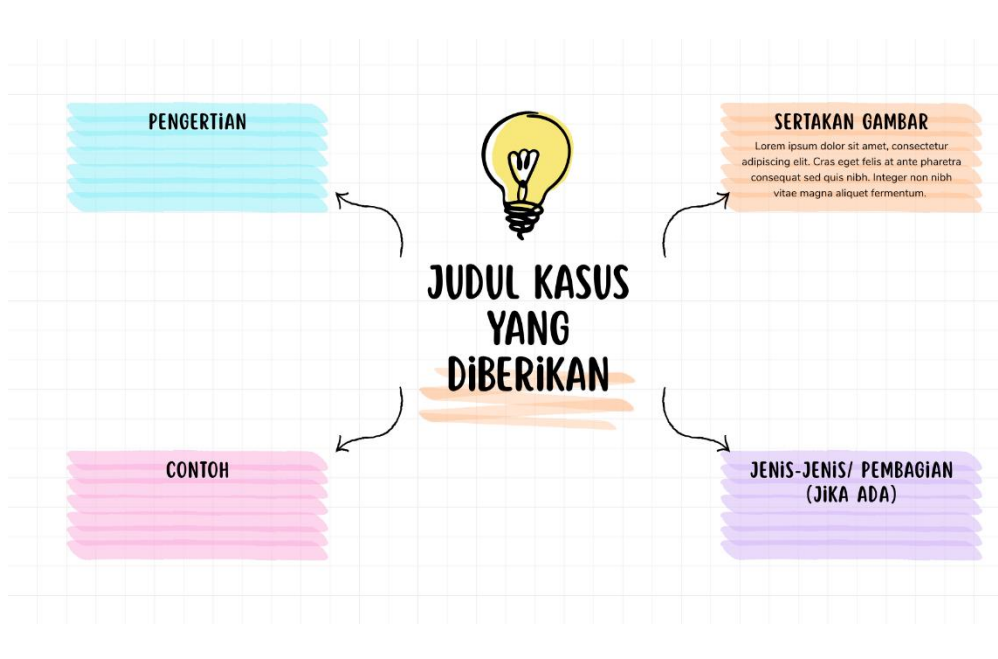 PENGERTiAN
SERTAKAN GAMBAR
Lorem ipsum dolor sit amet, consectetur
adipiscing elit. Cras eget felis at ante pharetra
consequat sed quis nibh. Integer non nibh
vitae magna aliquet fermentum.
JUDUL KASUS
YANG
DiBERiKAN
CONTOH
JENiS-JENiS/ PEMBAGiAN
(JiKA ADA)